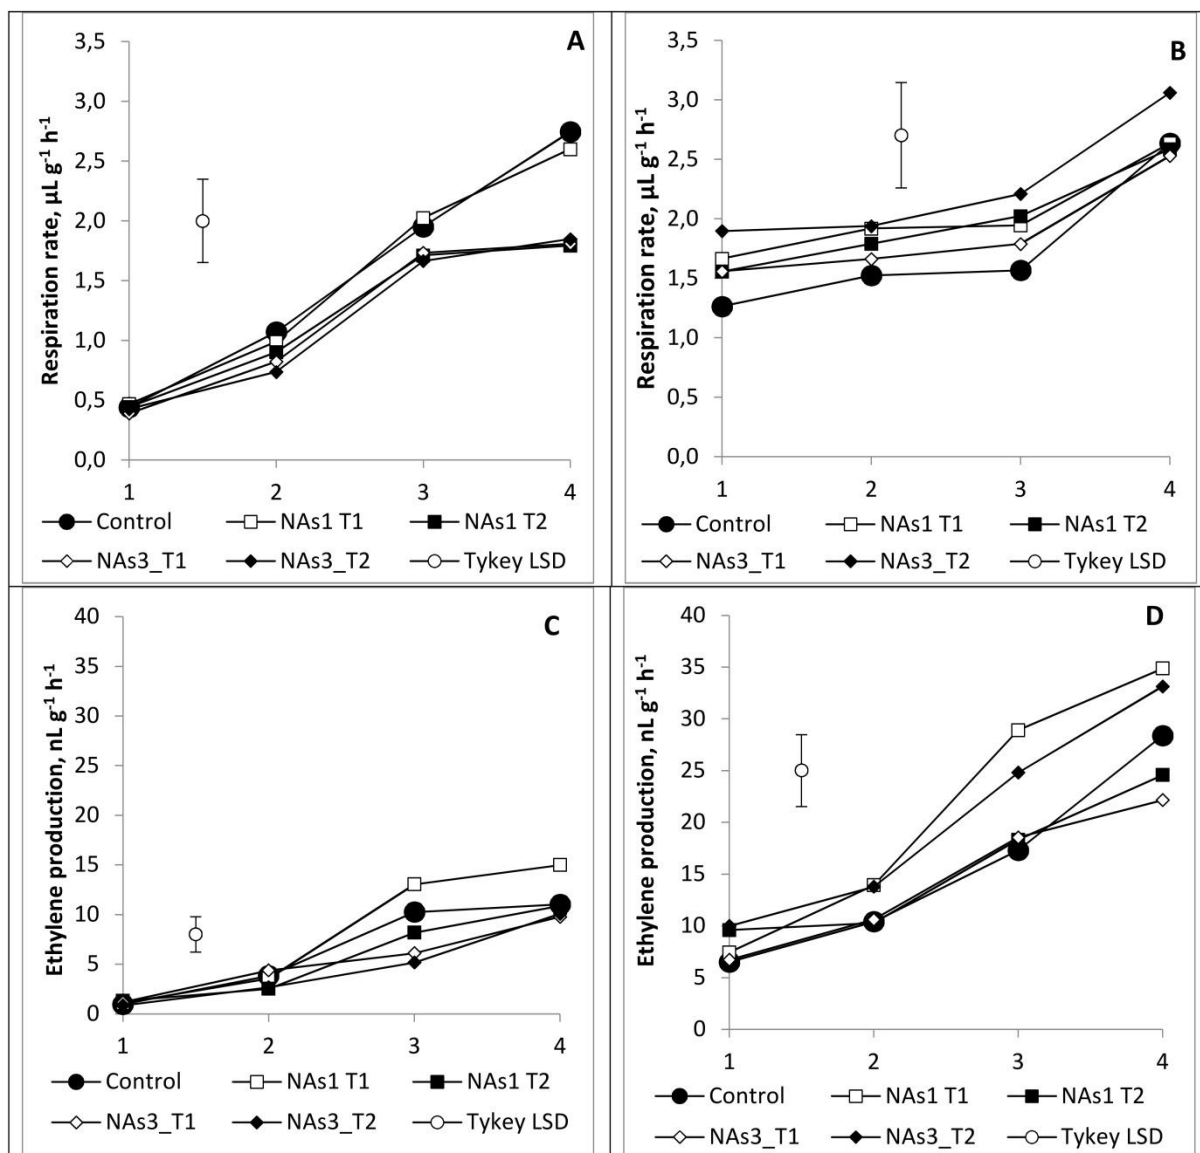 A
Respiration rate, µL g⁻¹ h⁻¹
3,5
3,0
2,5
2,0
1,5
1,0
0,5
0,0
1 2 3 4
Control NAs1 T1 NAs1 T2
NAs3_T1 NAs3_T2 Tykey LSD
B
Respiration rate, µL g⁻¹ h⁻¹
3,5
3,0
2,5
2,0
1,5
1,0
0,5
0,0
1 2 3 4
Control NAs1 T1 NAs1 T2
NAs3_T1 NAs3_T2 Tykey LSD
C
Ethylene production, nL g⁻¹ h⁻¹
40
35
30
25
20
15
10
5
0
1 2 3 4
Control NAs1 T1 NAs1 T2
NAs3_T1 NAs3_T2 Tykey LSD
D
Ethylene production, nL g⁻¹ h⁻¹
40
35
30
25
20
15
10
5
0
1 2 3 4
Control NAs1 T1 NAs1 T2
NAs3_T1 NAs3_T2 Tykey LSD